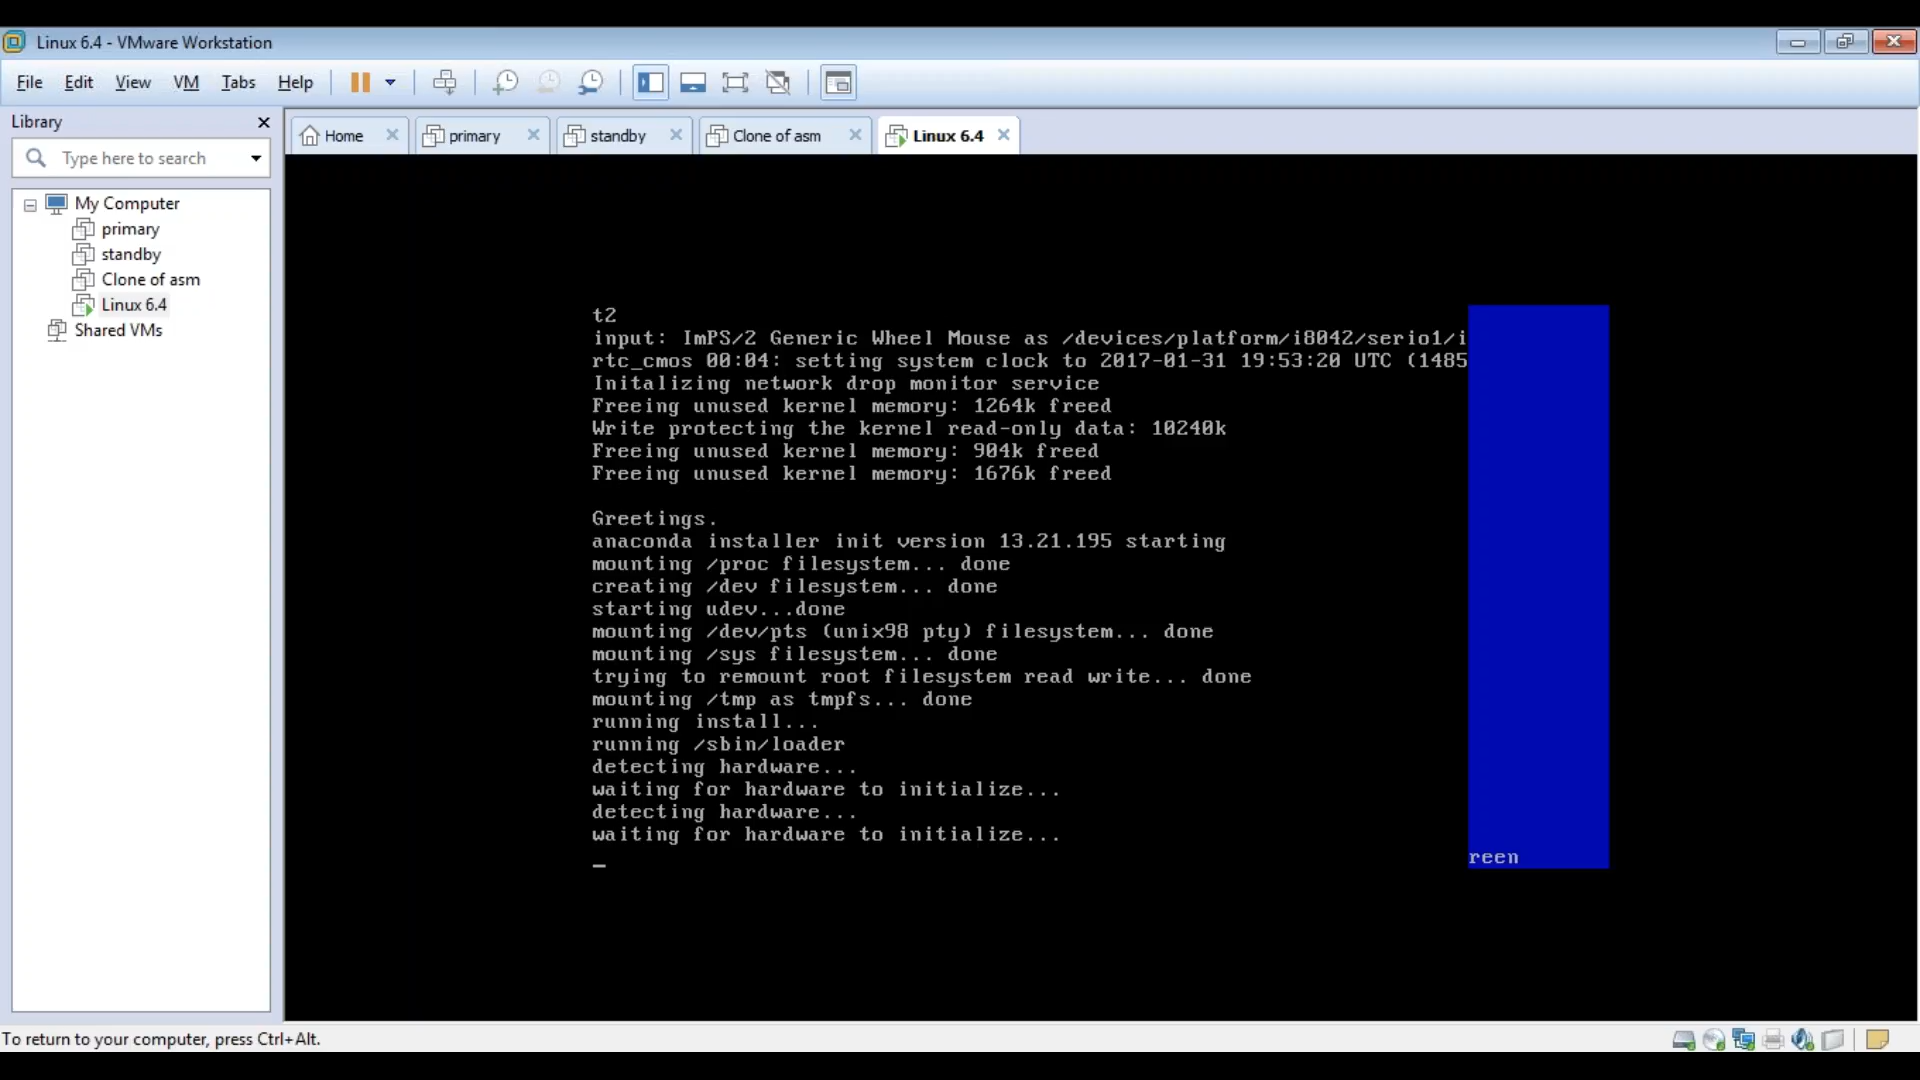 Linux 6.4 - VMware Workstation
File Edit View VM Tabs Help
Library
Home primary standby Clone of asm Linux 6.4
Type here to search
My Computer
primary
standby
Clone of asm
Linux 6.4
Shared VMs
t2
input: ImPS/2 Generic Wheel Mouse as /devices/platform/i8042/serio1/i
rtc_cmos 00:04: setting system clock to 2017-01-31 19:53:20 UTC (1485
Initalizing network drop monitor service
Freeing unused kernel memory: 1264k freed
Write protecting the kernel read-only data: 10240k
Freeing unused kernel memory: 904k freed
Freeing unused kernel memory: 1676k freed
Greetings.
anaconda installer init version 13.21.195 starting
mounting /proc filesystem... done
creating /dev filesystem... done
starting udev...done
mounting /dev/pts (unix98 pty) filesystem... done
mounting /sys filesystem... done
trying to remount root filesystem read write... done
mounting /tmp as tmpfs... done
running install...
running /sbin/loader
detecting hardware...
waiting for hardware to initialize...
detecting hardware...
waiting for hardware to initialize...
_
reen
To return to your computer, press Ctrl+Alt.